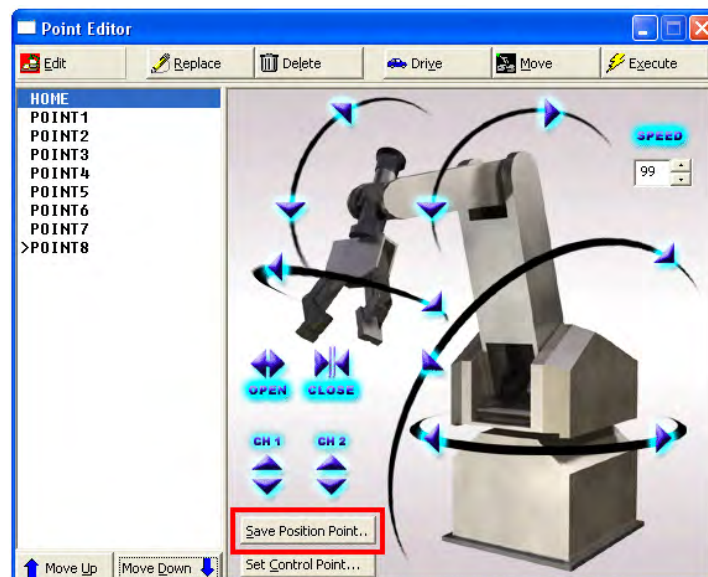 Point Editor
Edit Replace Delete Drive Move Execute
HOME
POINT1
POINT2
POINT3
POINT4
POINT5
POINT6
POINT7
>POINT8
SPEED
99
OPEN CLOSE
CH 1 CH 2
Save Position Point..
Move Up Move Down Set Control Point...